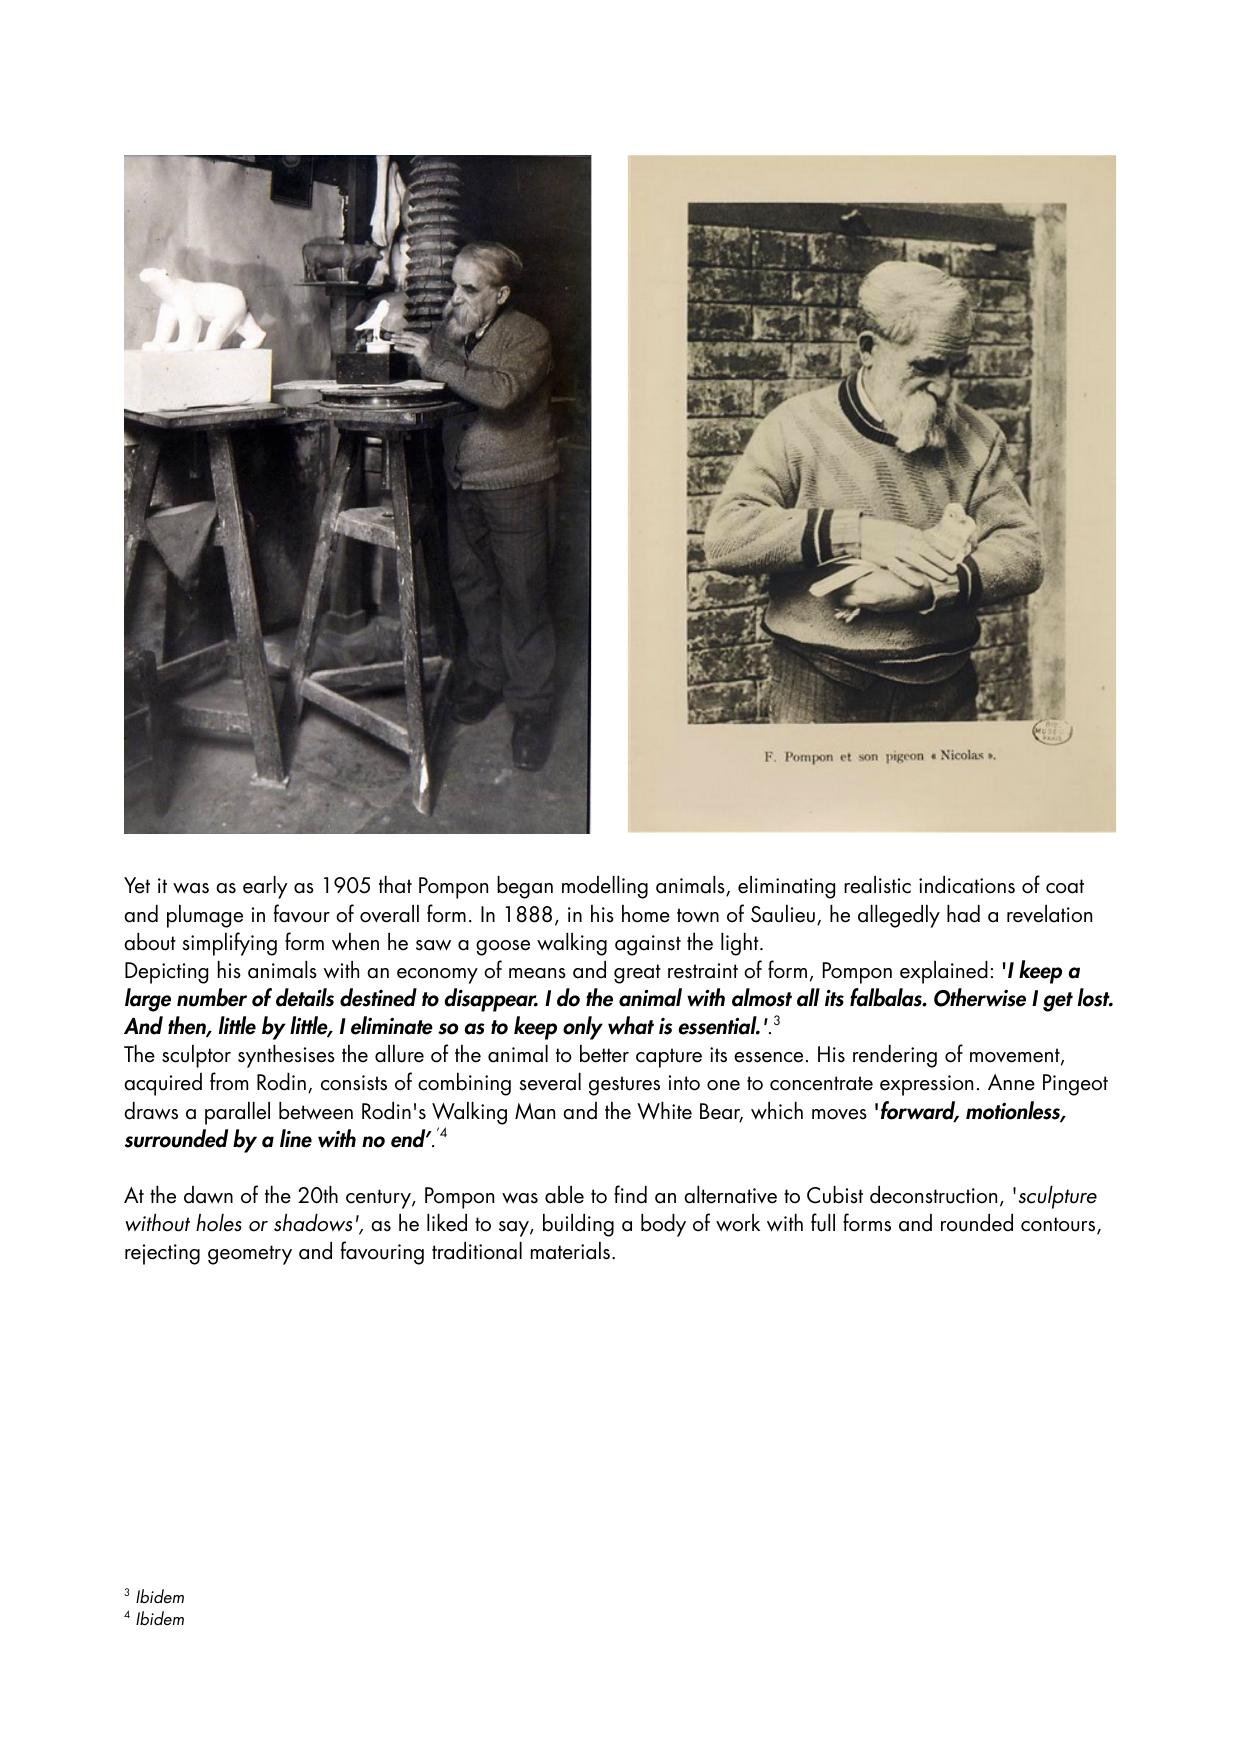 F. Pompon et son pigeon « Nicolas ».
Yet it was as early as 1905 that Pompon began modelling animals, eliminating realistic indications of coat
and plumage in favour of overall form. In 1888, in his home town of Saulieu, he allegedly had a revelation
about simplifying form when he saw a goose walking against the light.
Depicting his animals with an economy of means and great restraint of form, Pompon explained: 'I keep a
large number of details destined to disappear. I do the animal with almost all its falbalas. Otherwise I get lost.
And then, little by little, I eliminate so as to keep only what is essential.'.3
The sculptor synthesises the allure of the animal to better capture its essence. His rendering of movement,
acquired from Rodin, consists of combining several gestures into one to concentrate expression. Anne Pingeot
draws a parallel between Rodin's Walking Man and the White Bear, which moves 'forward, motionless,
surrounded by a line with no end’.'4
At the dawn of the 20th century, Pompon was able to find an alternative to Cubist deconstruction, 'sculpture
without holes or shadows', as he liked to say, building a body of work with full forms and rounded contours,
rejecting geometry and favouring traditional materials.
3 Ibidem
4 Ibidem